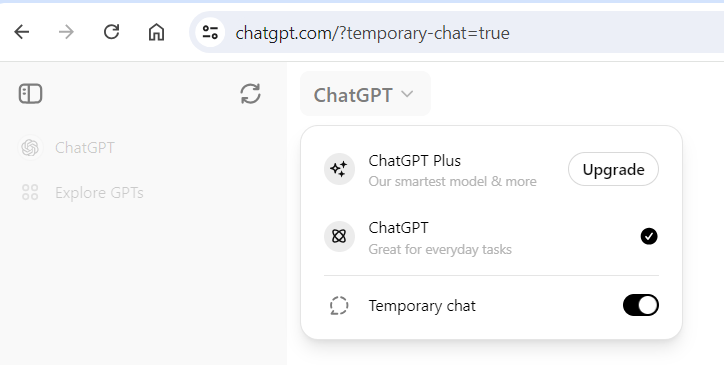 chatgpt.com/?temporary-chat=true
ChatGPT
ChatGPT
Explore GPTs
ChatGPT Plus
Our smartest model & more
Upgrade
ChatGPT
Great for everyday tasks
Temporary chat